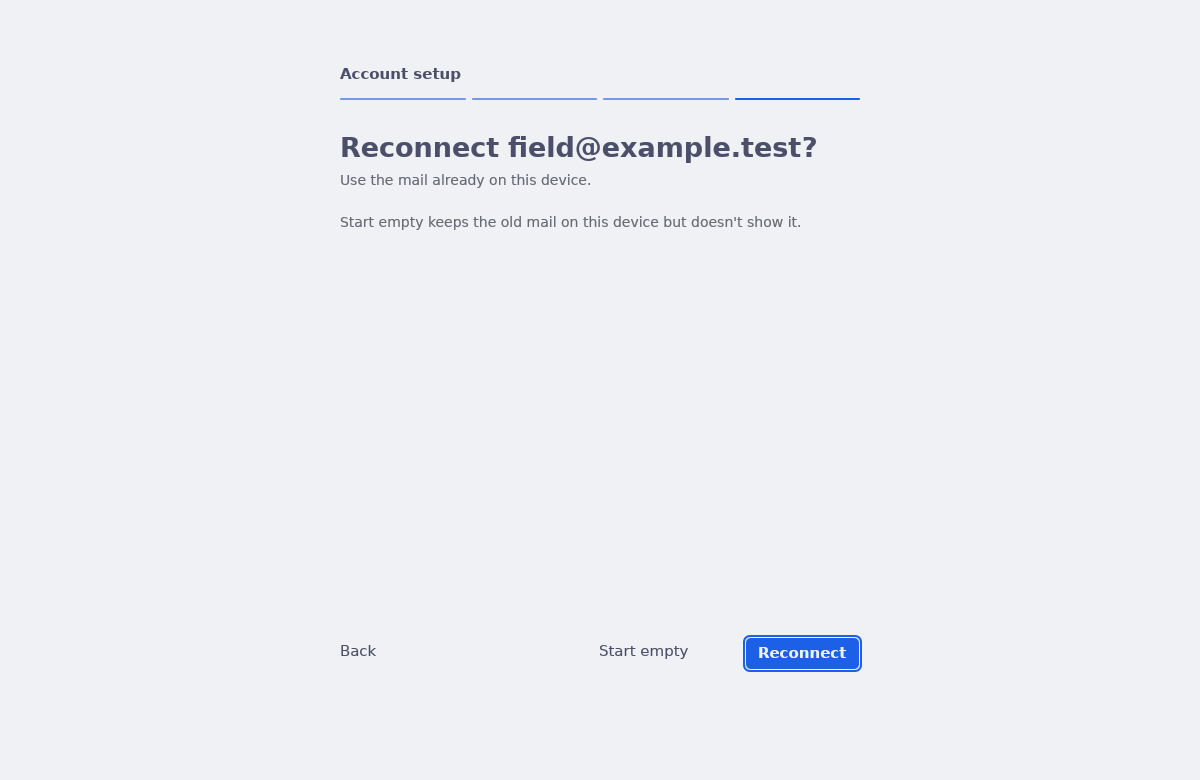 Account setup
Reconnect field@example.test?
Use the mail already on this device.
Start empty keeps the old mail on this device but doesn't show it.
Back
Start empty
Reconnect